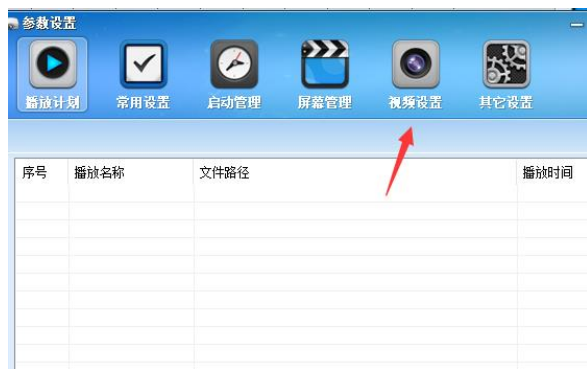 参数设置
播放计划 常用设置 启动管理 屏幕管理 视频设置 其它设置
序号 播放名称 文件路径 播放时间